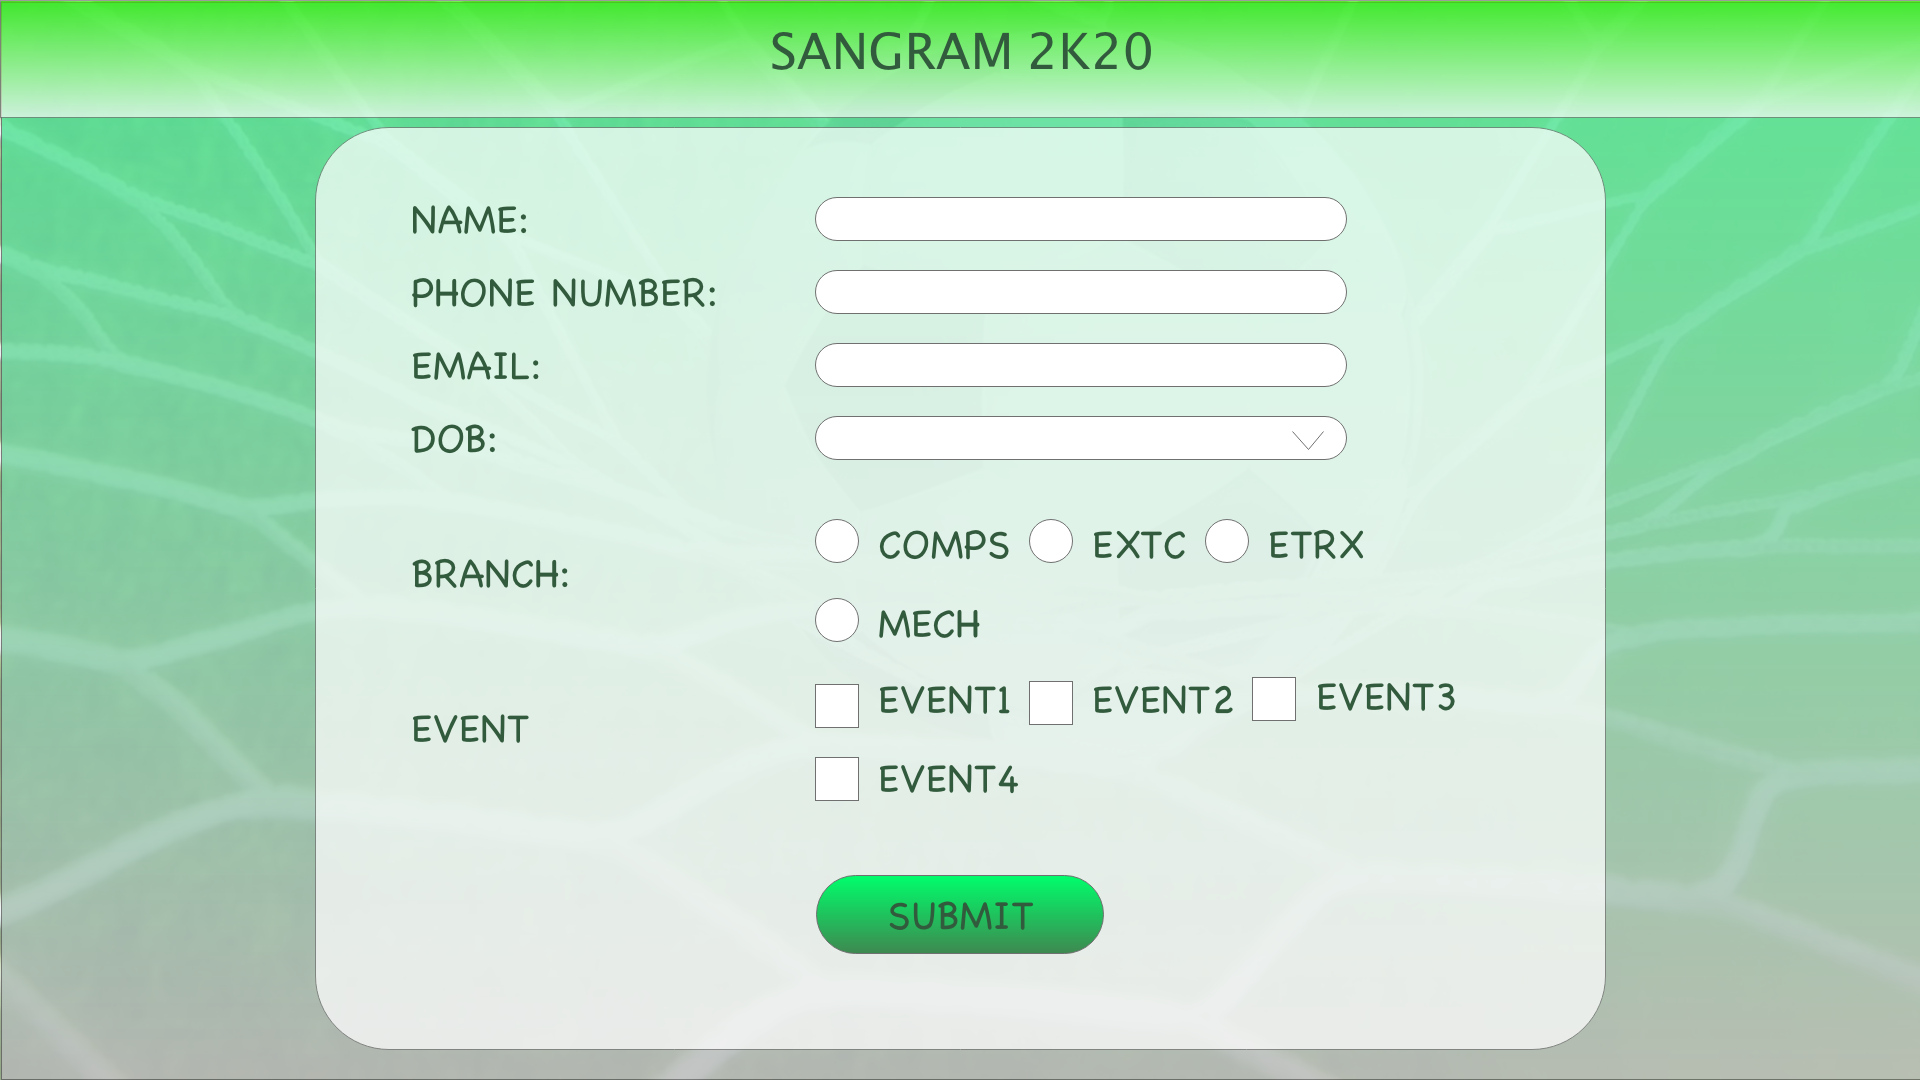 SANGRAM 2K20
NAME:
PHONE NUMBER:
EMAIL:
DOB:
BRANCH:
COMPS EXTC ETRX
MECH
EVENT
EVENT1 EVENT2 EVENT3
EVENT4
SUBMIT